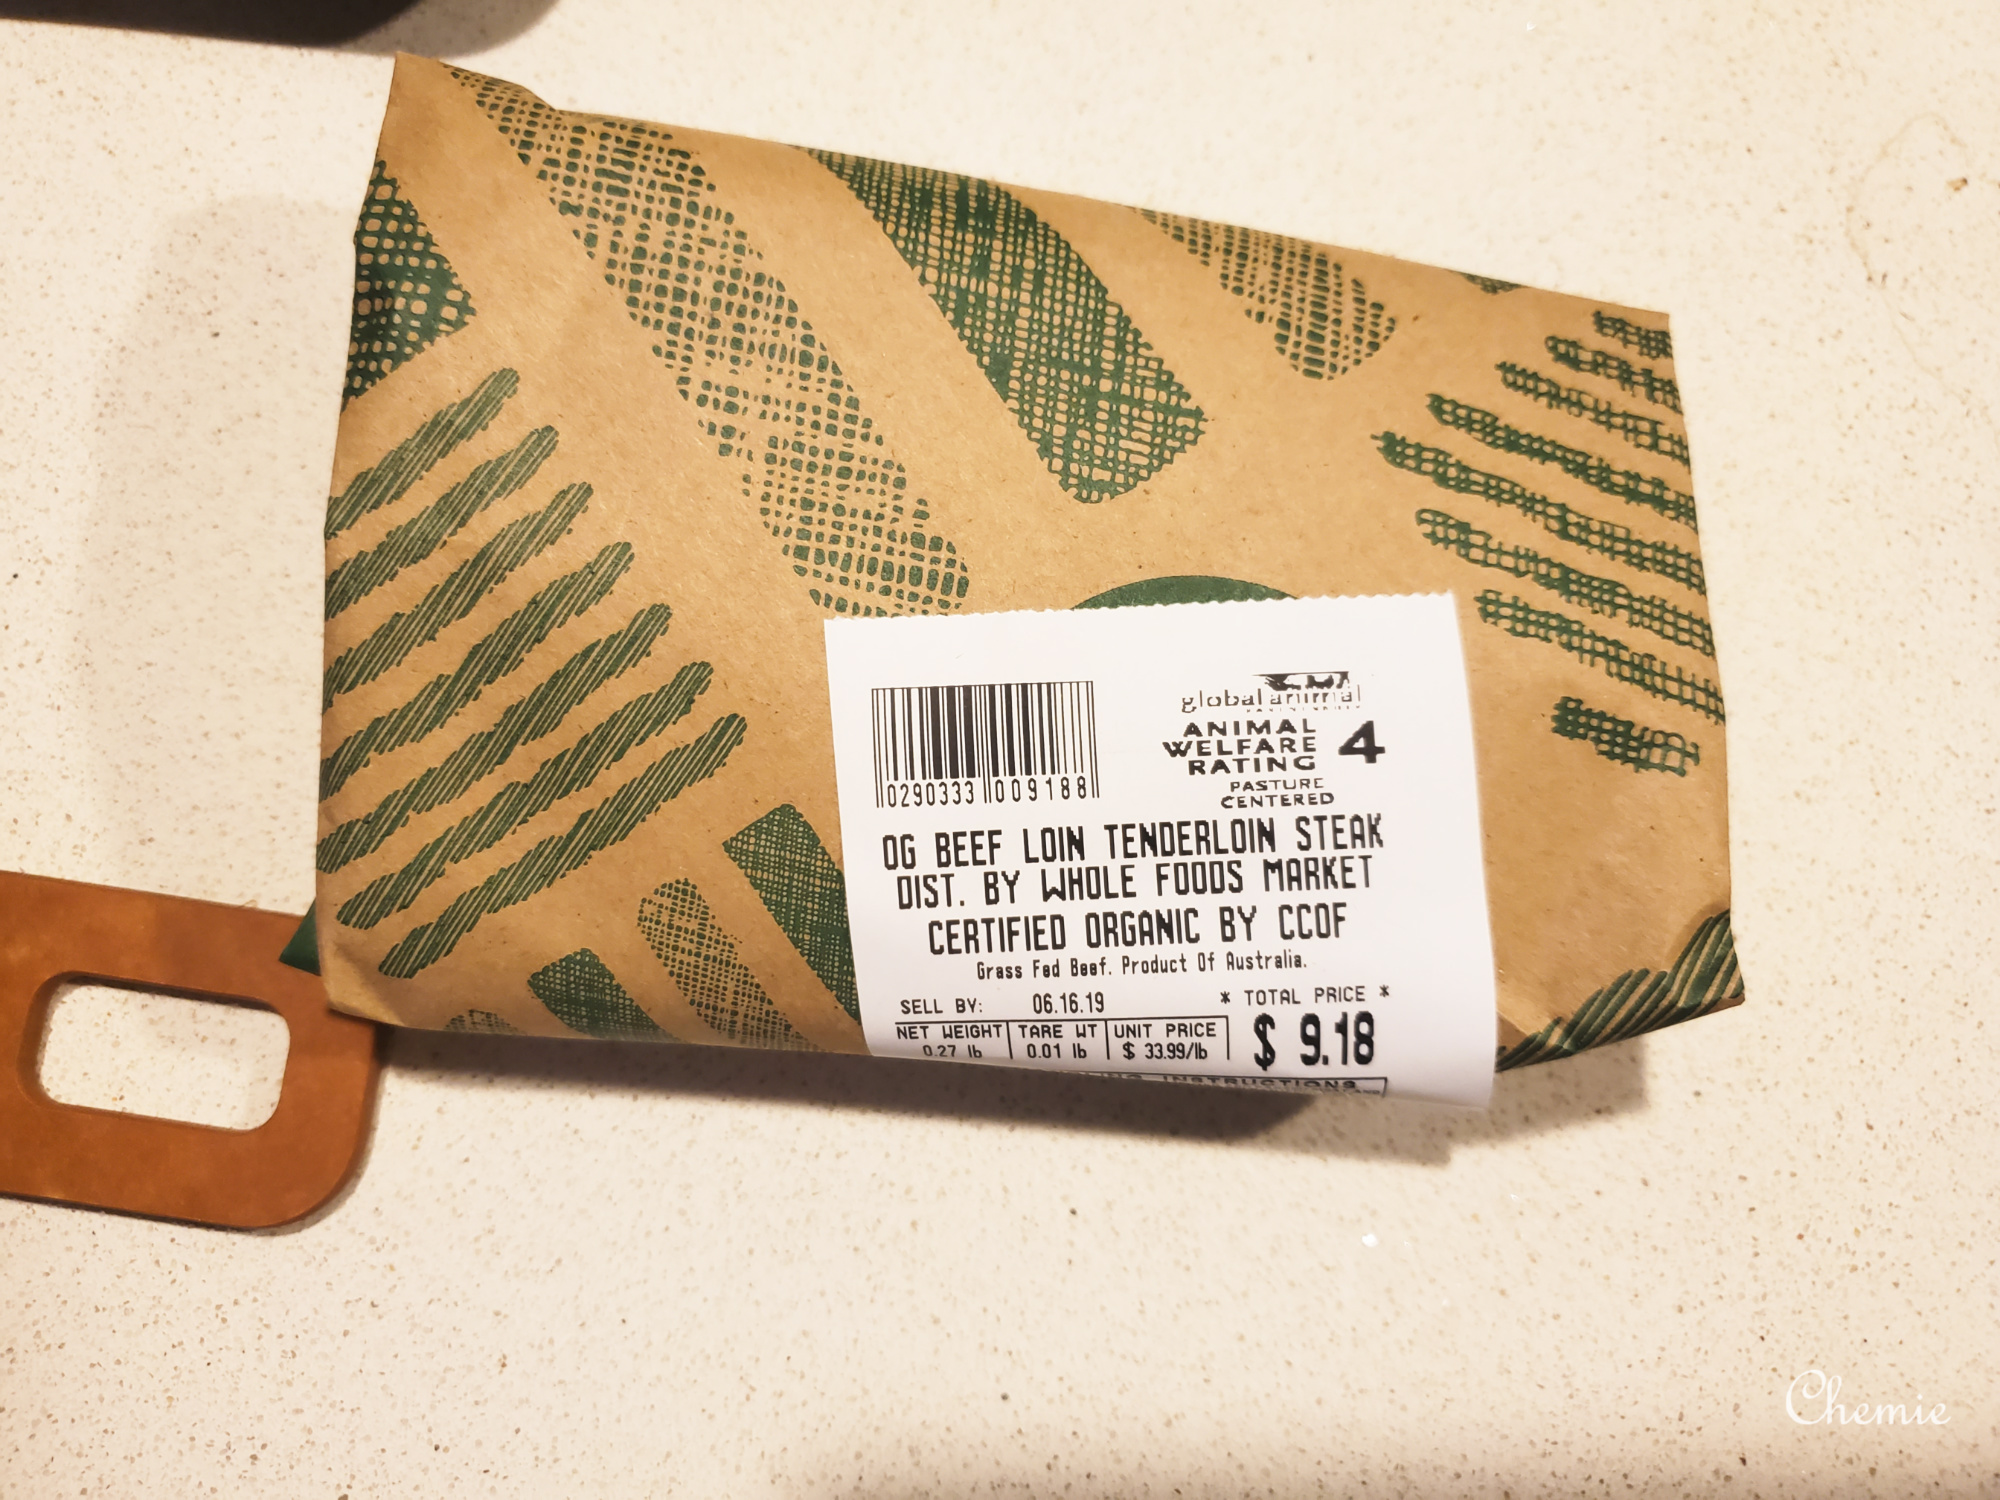 global animal
ANIMAL
WELFARE
RATING
4
PASTURE
CENTERED
0290333 009188
OG BEEF LOIN TENDERLOIN STEAK
DIST. BY WHOLE FOODS MARKET
CERTIFIED ORGANIC BY CCOF
Grass Fed Beef. Product Of Australia.
SELL BY: 06.16.19 * TOTAL PRICE *
NET WEIGHT TARE WT UNIT PRICE
0.27 lb 0.01 lb $ 33.99/lb $ 9.18
INSTRUCTIONS
Chemie